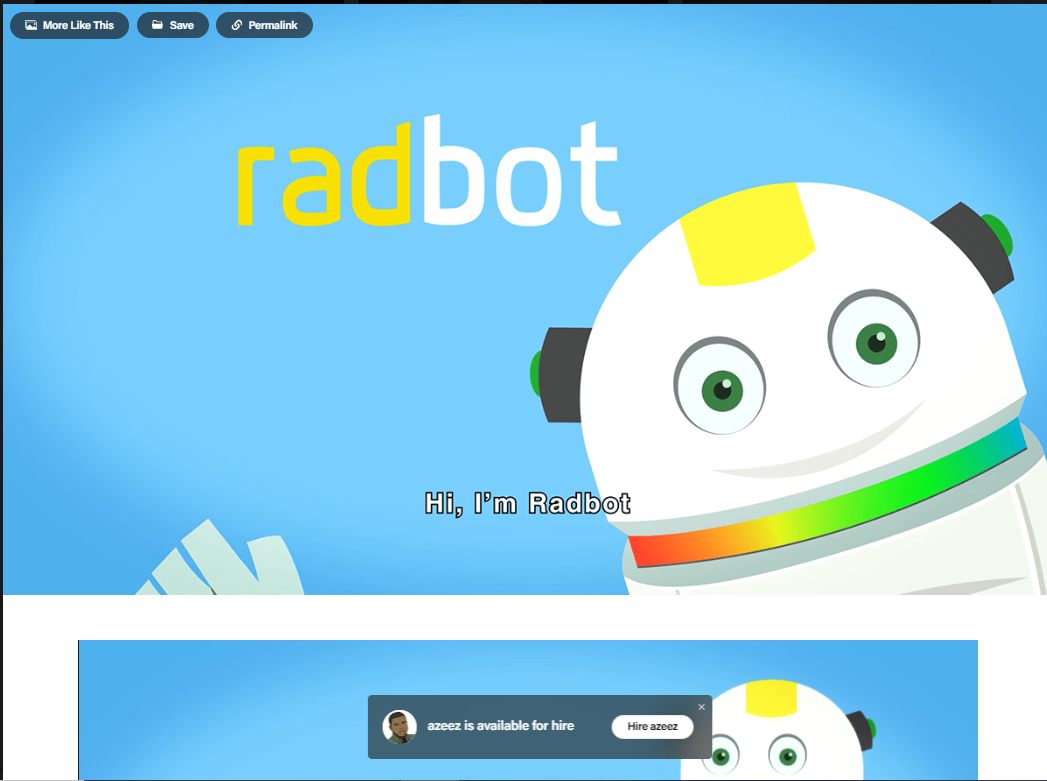 More Like This
Save
Permalink
radbot
Hi, I'm Radbot
azeez is available for hire
Hire azeez